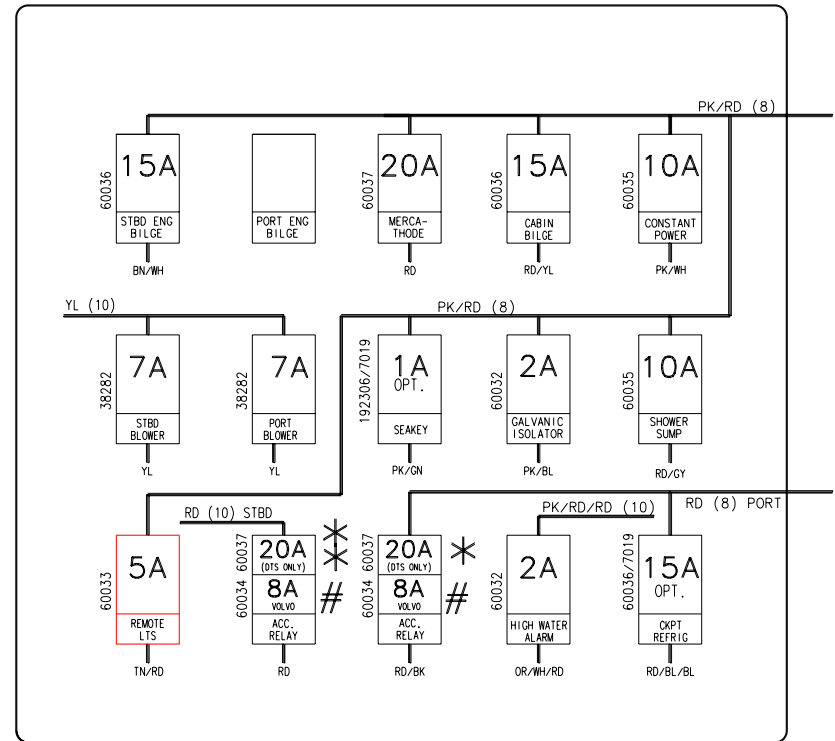 PK/RD (8)
60036
15A
STBD ENG
BILGE
BN/WH
PORT ENG
BILGE
60037
20A
MERCA-
THODE
RD
60036
15A
CABIN
BILGE
RD/YL
60035
10A
CONSTANT
POWER
PK/WH
YL (10)
PK/RD (8)
38282
7A
STBD
BLOWER
YL
38282
7A
PORT
BLOWER
YL
192306/7019
1A
OPT.
SEAKEY
PK/GN
60032
2A
GALVANIC
ISOLATOR
PK/BL
60035
10A
SHOWER
SUMP
RD/GY
RD (10) STBD
PK/RD/RD (10)
RD (8) PORT
60033
5A
REMOTE
LTS
TN/RD
60034 60037
20A
(DTS ONLY)
**
8A
VOLVO
#
ACC.
RELAY
RD
60034 60037
20A
(DTS ONLY)
*
8A
VOLVO
#
ACC.
RELAY
RD/BK
60032
2A
HIGH WATER
ALARM
OR/WH/RD
60036/7019
15A
OPT.
CKPT
REFRIG
RD/BL/BL